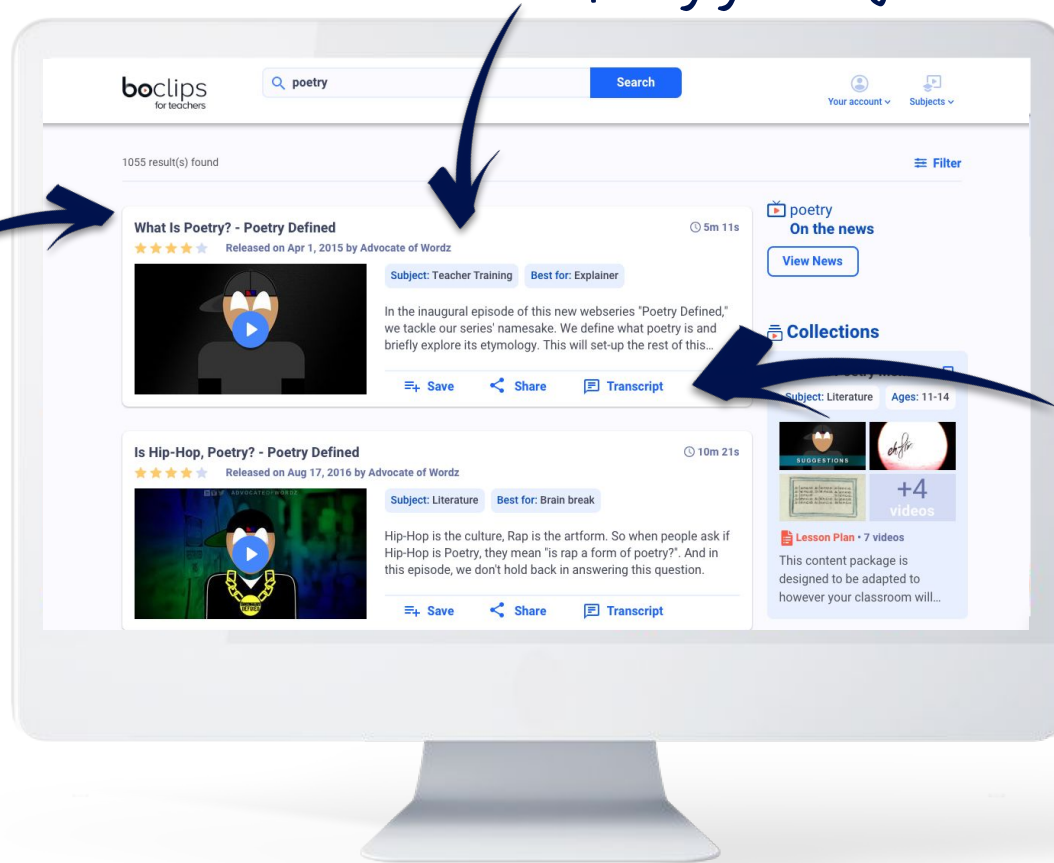 boclips
for teachers
poetry
Search
Your account
Subjects
1055 result(s) found
Filter
What Is Poetry? - Poetry Defined
5m 11s
Released on Apr 1, 2015 by Advocate of Wordz
Subject: Teacher Training
Best for: Explainer
In the inaugural episode of this new webseries "Poetry Defined,"
we tackle our series' namesake. We define what poetry is and
briefly explore its etymology. This will set-up the rest of this...
Save
Share
Transcript
Is Hip-Hop, Poetry? - Poetry Defined
10m 21s
Released on Aug 17, 2016 by Advocate of Wordz
ADVOCATEOFWORDZ
Subject: Literature
Best for: Brain break
Hip-Hop is the culture, Rap is the artform. So when people ask if
Hip-Hop is Poetry, they mean "is rap a form of poetry?". And in
this episode, we don't hold back in answering this question.
Save
Share
Transcript
poetry
On the news
View News
Collections
Subject: Literature
Ages: 11-14
SUGGESTIONS
+4
videos
Lesson Plan • 7 videos
This content package is
designed to be adapted to
however your classroom will...